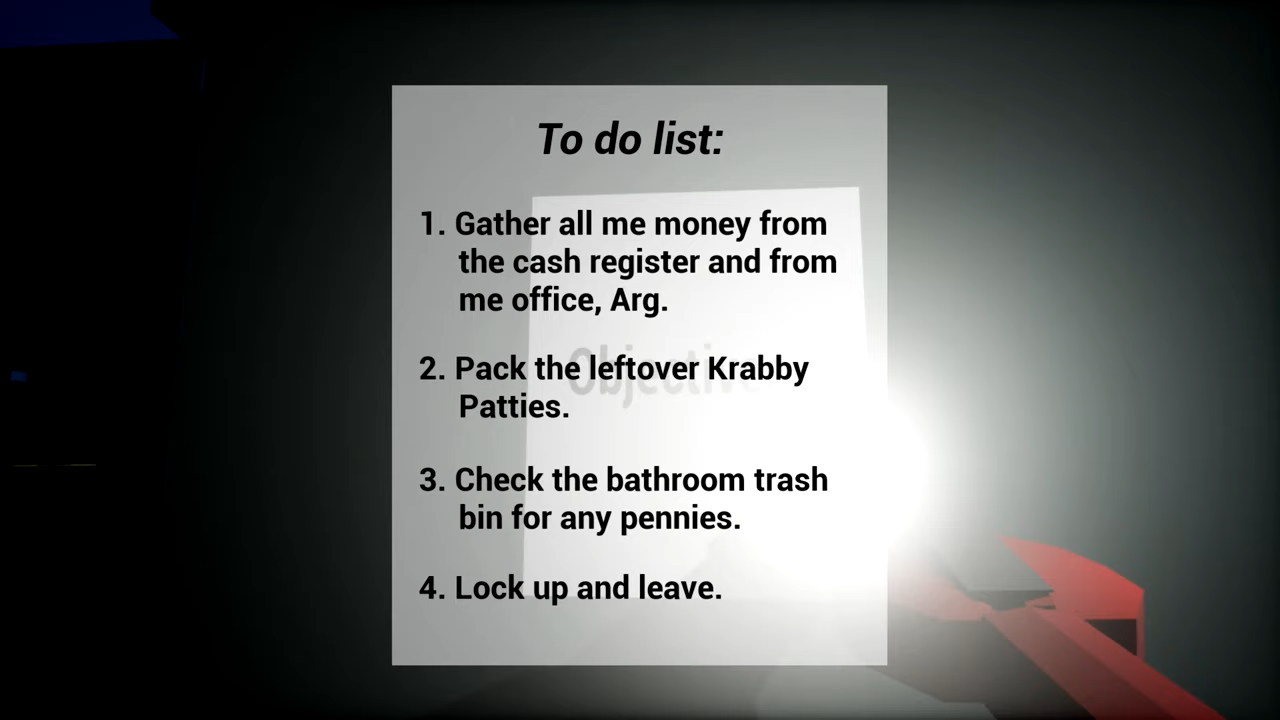 To do list:
1. Gather all me money from
the cash register and from
me office, Arg.
Objective
2. Pack the leftover Krabby
Patties.
3. Check the bathroom trash
bin for any pennies.
4. Lock up and leave.